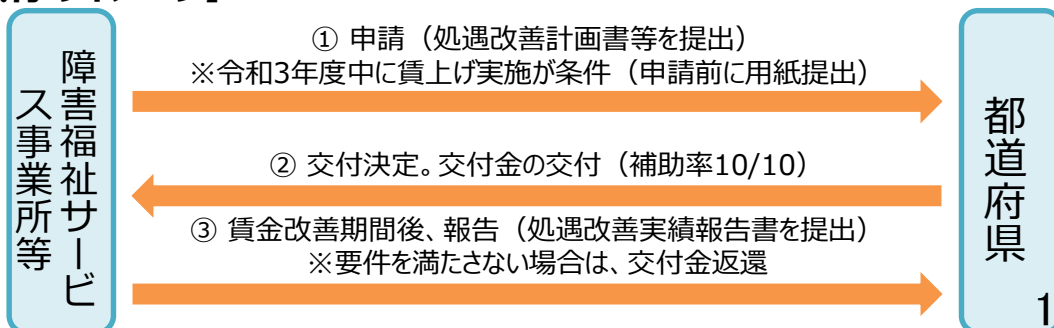 障害福祉サービ
ス事業所等
① 申請（処遇改善計画書等を提出）
※令和3年度中に賃上げ実施が条件（申請前に用紙提出）
② 交付決定。交付金の交付（補助率10/10）
③ 賃金改善期間後、報告（処遇改善実績報告書を提出）
※要件を満たさない場合は、交付金返還
都道府県
1